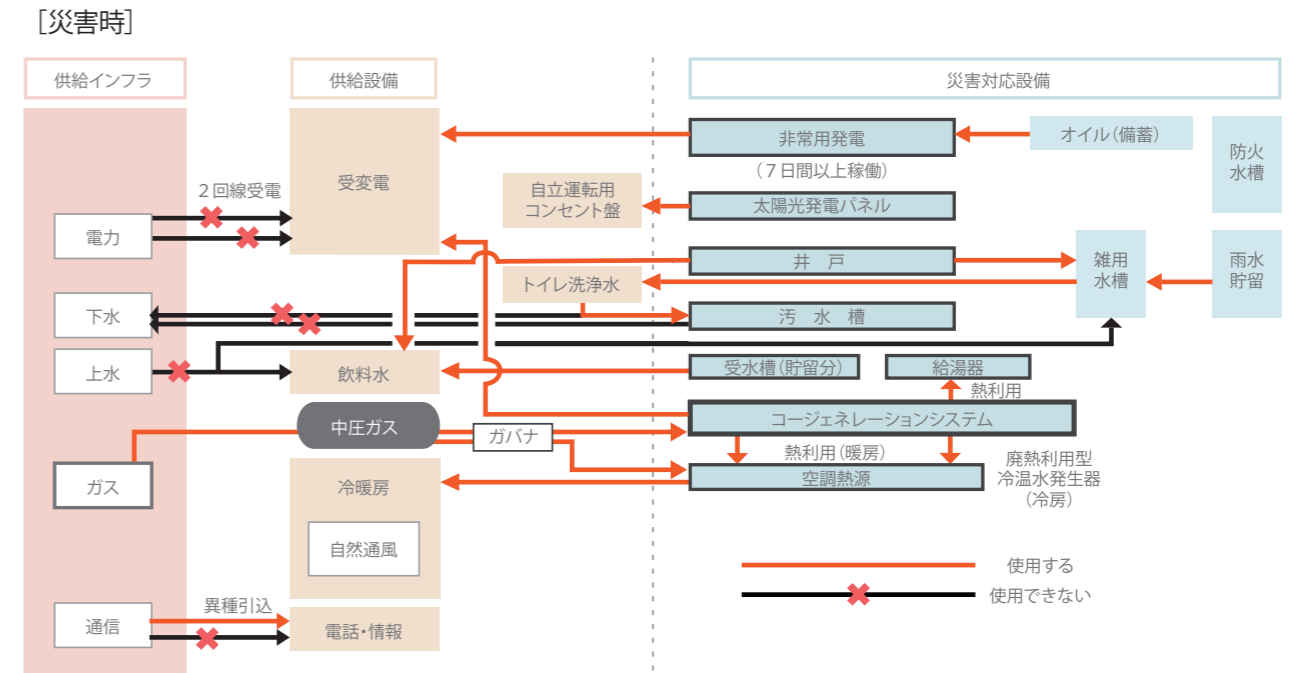 ［災害時］
供給インフラ
供給設備
災害対応設備
非常用発電
オイル（備蓄）
防火
水槽
（７日間以上稼働）
受変電
２回線受電
自立運転用
コンセント盤
太陽光発電パネル
電力
井　戸
雑用
水槽
雨水
貯留
トイレ洗浄水
下水
汚　水　槽
上水
飲料水
受水槽（貯留分）
給湯器
熱利用
中圧ガス
ガバナ
コージェネレーションシステム
熱利用（暖房）
廃熱利用型
冷温水発生器
（冷房）
ガス
冷暖房
空調熱源
自然通風
使用する
使用できない
異種引込
通信
電話・情報